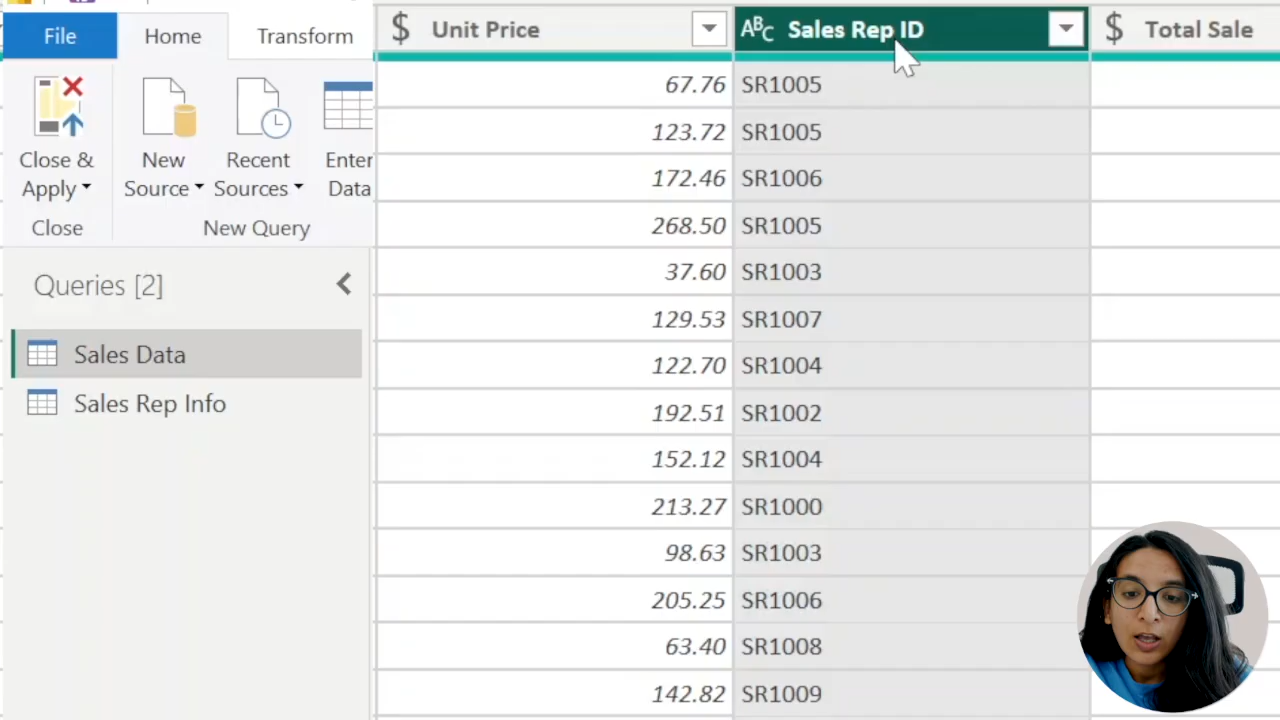 File Home Transform
Close & Apply
New Source
Recent Sources
Enter Data
Close
New Query
Queries [2]
Sales Data
Sales Rep Info
$ Unit Price ABC Sales Rep ID $ Total Sale
67.76 SR1005
123.72 SR1005
172.46 SR1006
268.50 SR1005
37.60 SR1003
129.53 SR1007
122.70 SR1004
192.51 SR1002
152.12 SR1004
213.27 SR1000
98.63 SR1003
205.25 SR1006
63.40 SR1008
142.82 SR1009